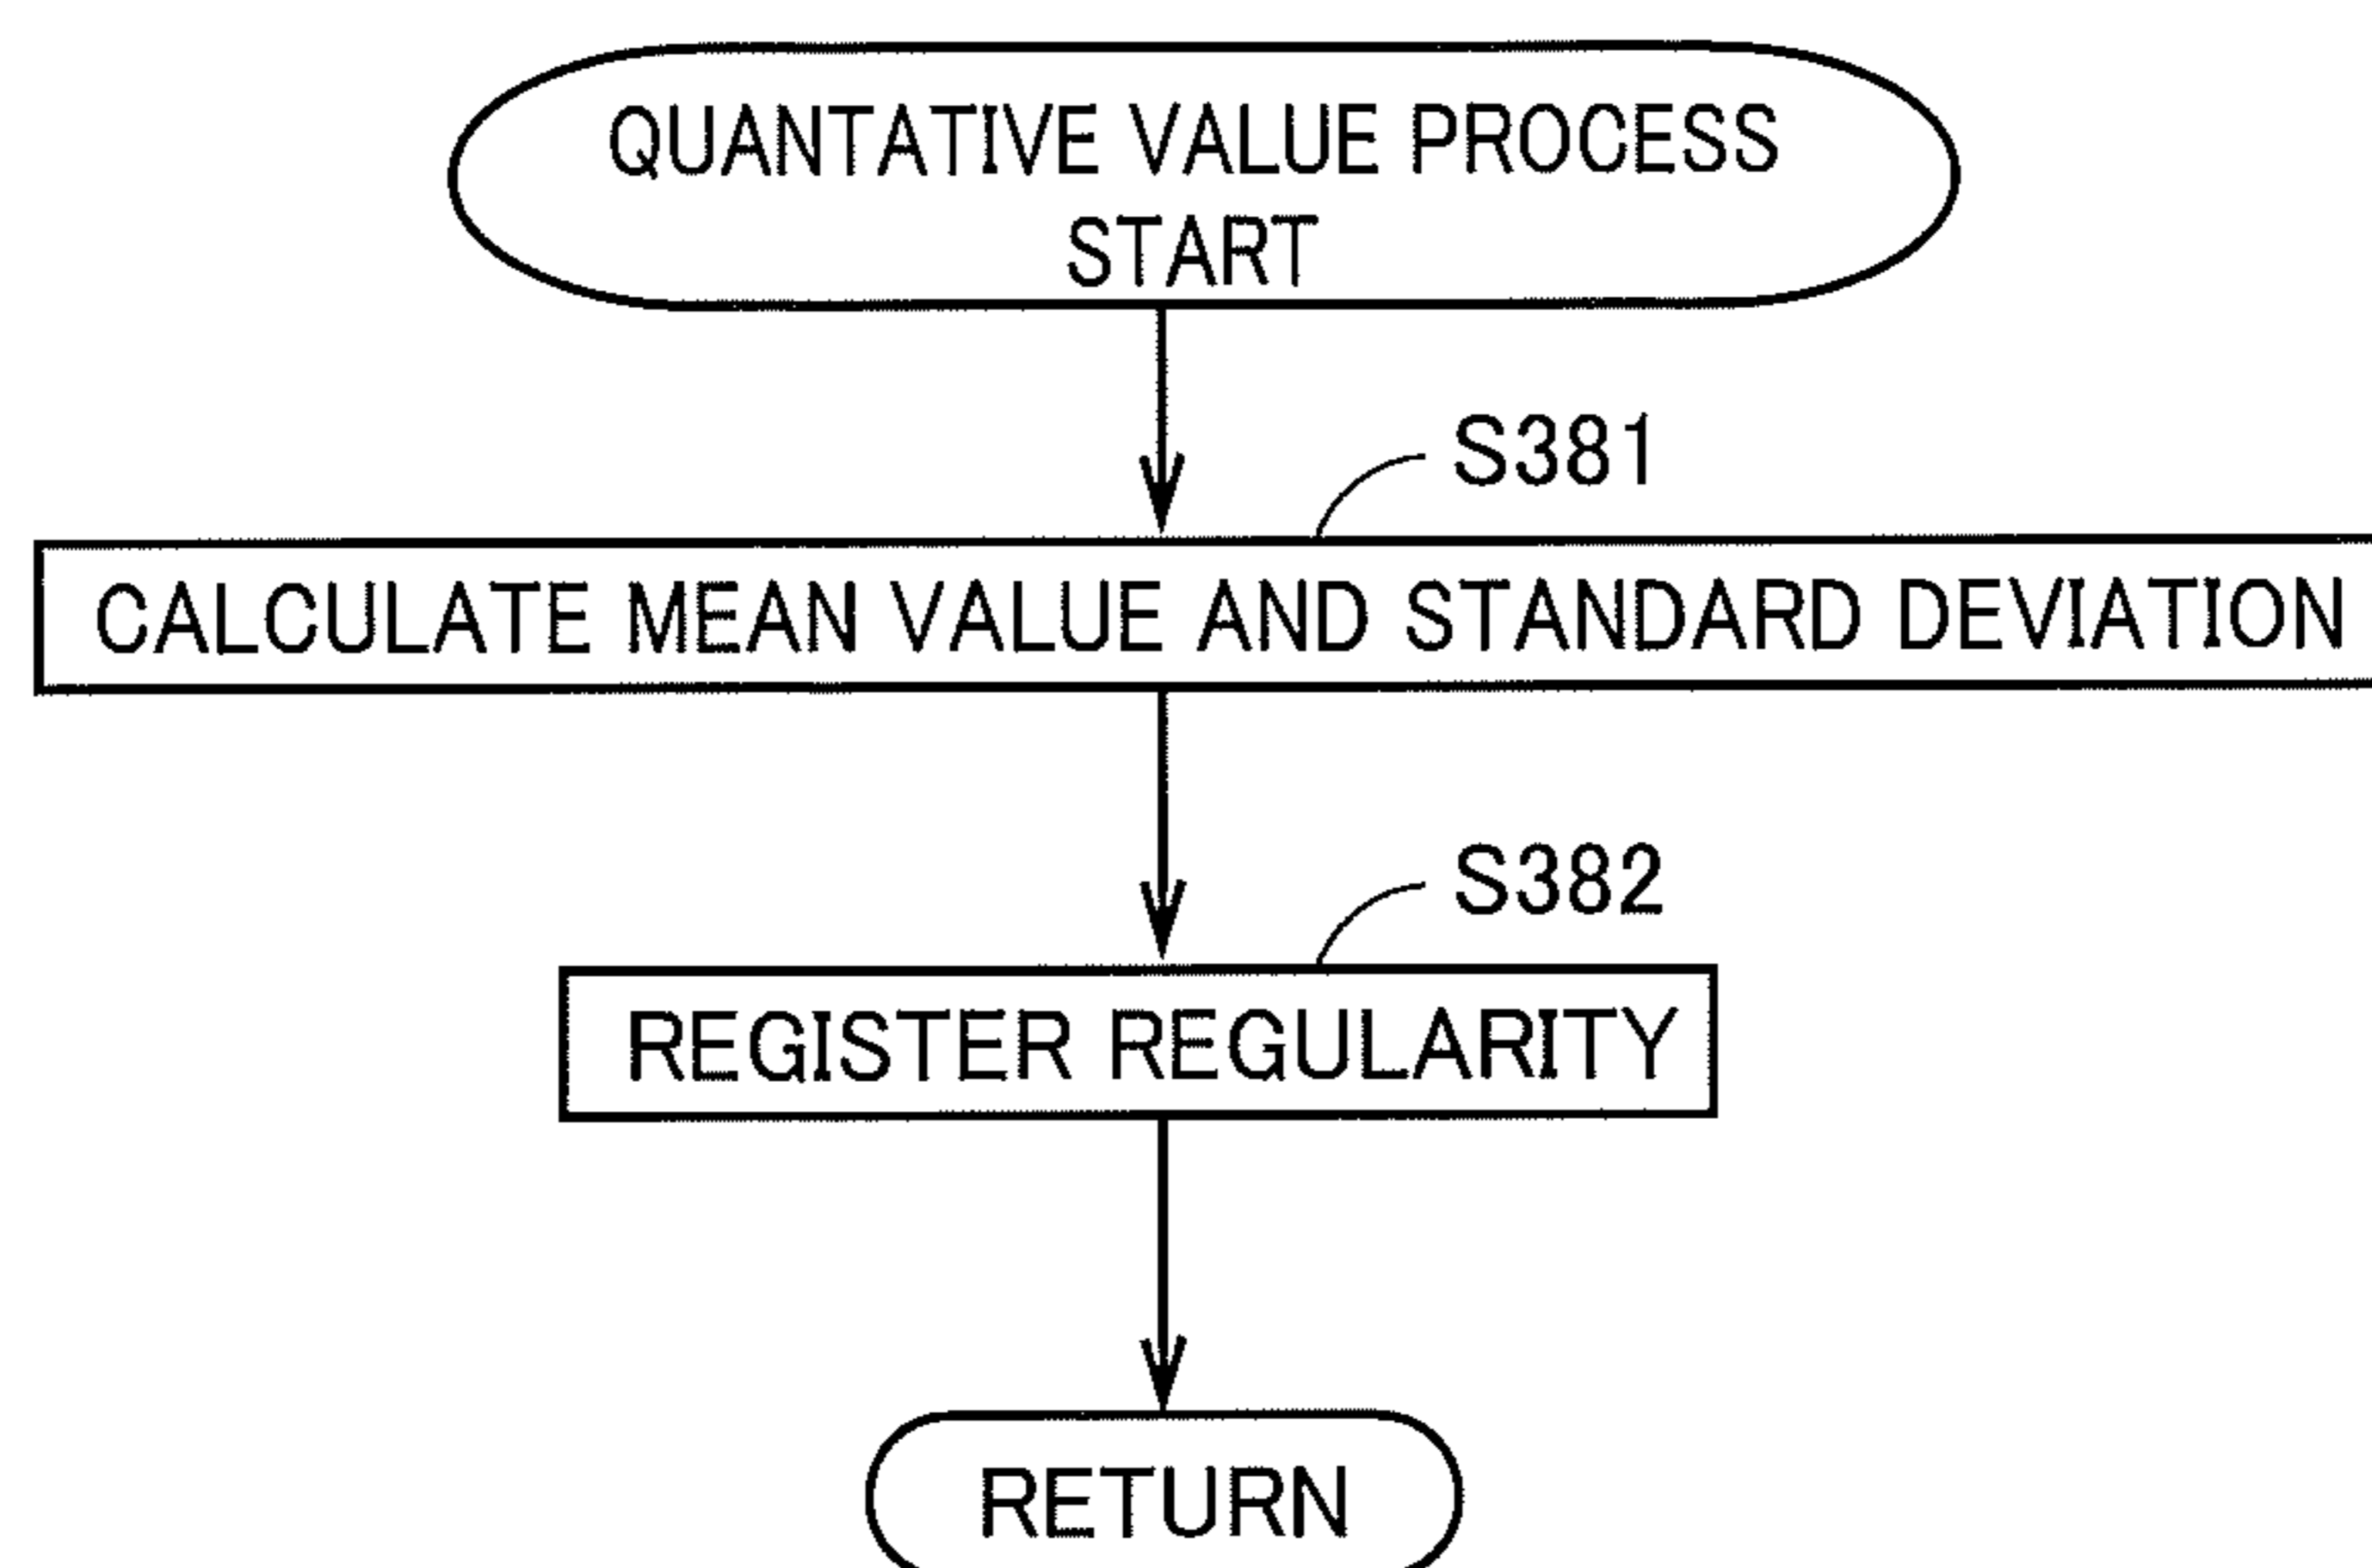 QUANTATIVE VALUE PROCESS
START
S381
CALCULATE MEAN VALUE AND STANDARD DEVIATION
S382
REGISTER REGULARITY
RETURN